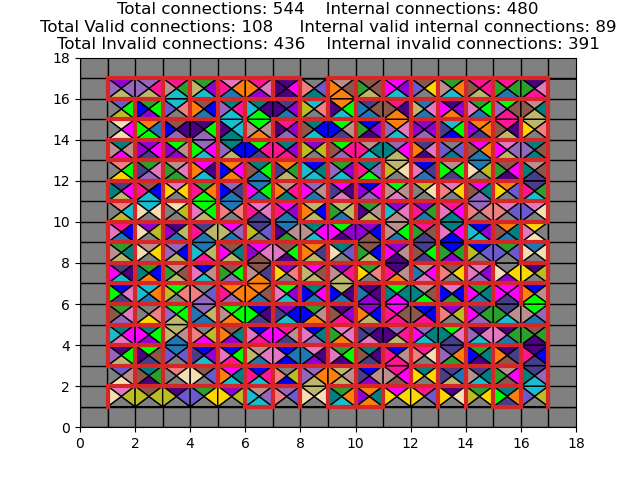 Total connections: 544    Internal connections: 480
Total Valid connections: 108     Internal valid internal connections: 89
Total Invalid connections: 436    Internal invalid connections: 391
18
16
14
12
10
8
6
4
2
0
0 2 4 6 8 10 12 14 16 18